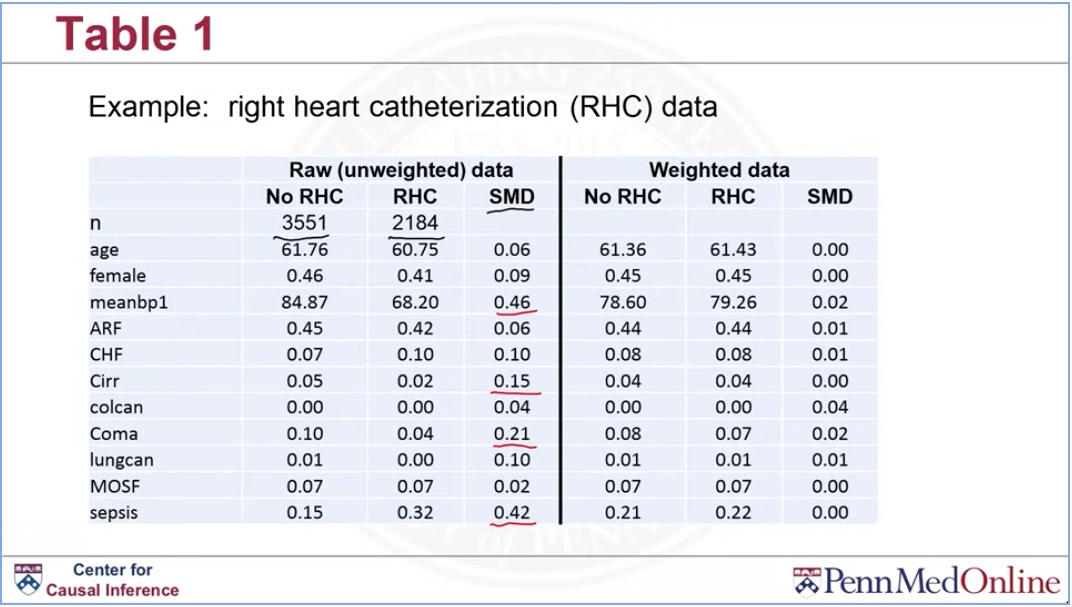 Table 1
Example: right heart catheterization (RHC) data
Raw (unweighted) data Weighted data
No RHC RHC SMD No RHC RHC SMD
n 3551 2184
age 61.76 60.75 0.06 61.36 61.43 0.00
female 0.46 0.41 0.09 0.45 0.45 0.00
meanbp1 84.87 68.20 0.46 78.60 79.26 0.02
ARF 0.45 0.42 0.06 0.44 0.44 0.01
CHF 0.07 0.10 0.10 0.08 0.08 0.01
Cirr 0.05 0.02 0.15 0.04 0.04 0.00
colcan 0.00 0.00 0.04 0.00 0.00 0.04
Coma 0.10 0.04 0.21 0.08 0.07 0.02
lungcan 0.01 0.00 0.10 0.01 0.01 0.01
MOSF 0.07 0.07 0.02 0.07 0.07 0.00
sepsis 0.15 0.32 0.42 0.21 0.22 0.00
Center for
Causal Inference
PennMedOnline